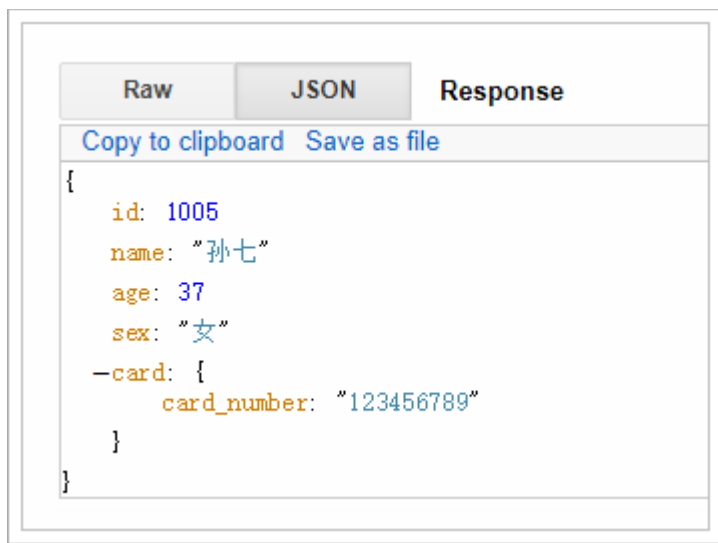 Raw JSON Response
Copy to clipboard Save as file
{
id: 1005
name: "孙七"
age: 37
sex: "女"
-card: {
card_number: "123456789"
}
}